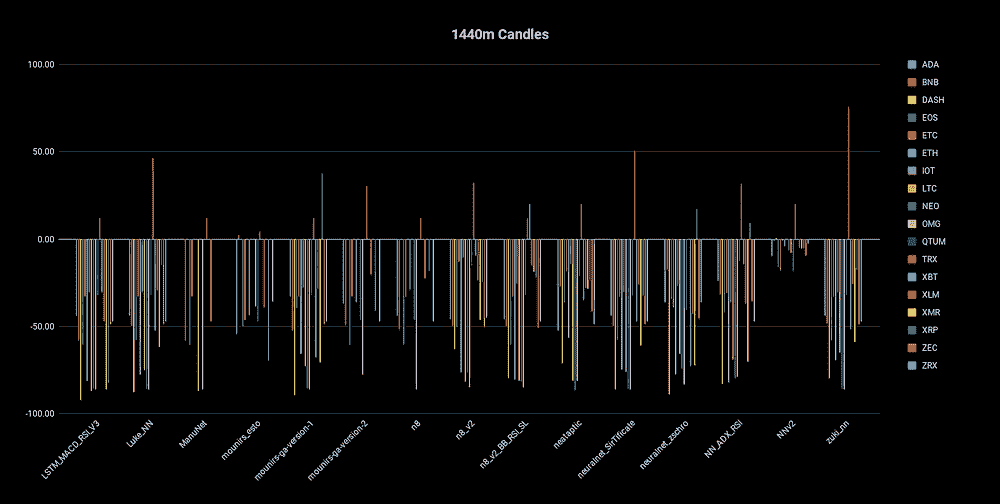 1440m Candles
100.00
50.00
0.00
-50.00
-100.00
LSTM_MACD_RSI_V3
Luke_NN
ManuNet
mounirs_esto
mounirs-ga-version-1
mounirs-ga-version-2
n8
n8_v2
n8_v2_BB_RSI_SL
neataptic
neuralnet_SirTificate
neuralnet_zschro
NN_ADX_RSI
NNv2
zuki_nn
ADA
BNB
DASH
EOS
ETC
ETH
IOT
LTC
NEO
OMG
QTUM
TRX
XBT
XLM
XMR
XRP
ZEC
ZRX